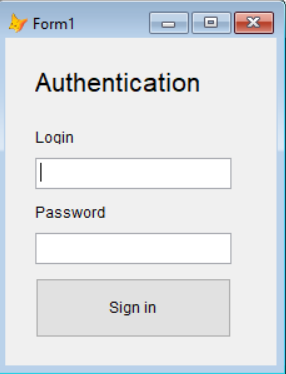 Form1
Authentication
Login
Password
Sign in